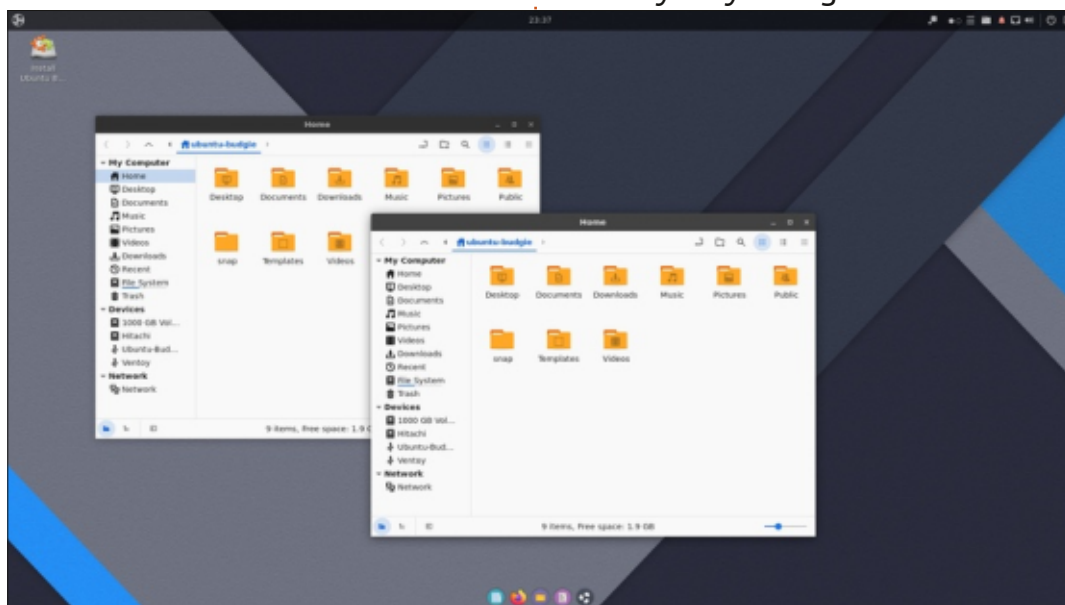 23:37
Install
Ubuntu B...
Home
ubuntu-budgie
My Computer
Home
Desktop
Documents
Music
Pictures
Videos
Downloads
Recent
File System
Trash
Devices
1000 GB Vol...
Hitachi
Ubuntu-Bud...
Ventoy
Network
Network
Desktop Documents Downloads Music Pictures Public
snap Templates Videos
9 items, Free space: 1.9 G
Home
ubuntu-budgie
My Computer
Home
Desktop
Documents
Music
Pictures
Videos
Downloads
Recent
File System
Trash
Devices
1000 GB Vol...
Hitachi
Ubuntu-Bud...
Ventoy
Network
Network
Desktop Documents Downloads Music Pictures Public
snap Templates Videos
9 items, Free space: 1.9 GB